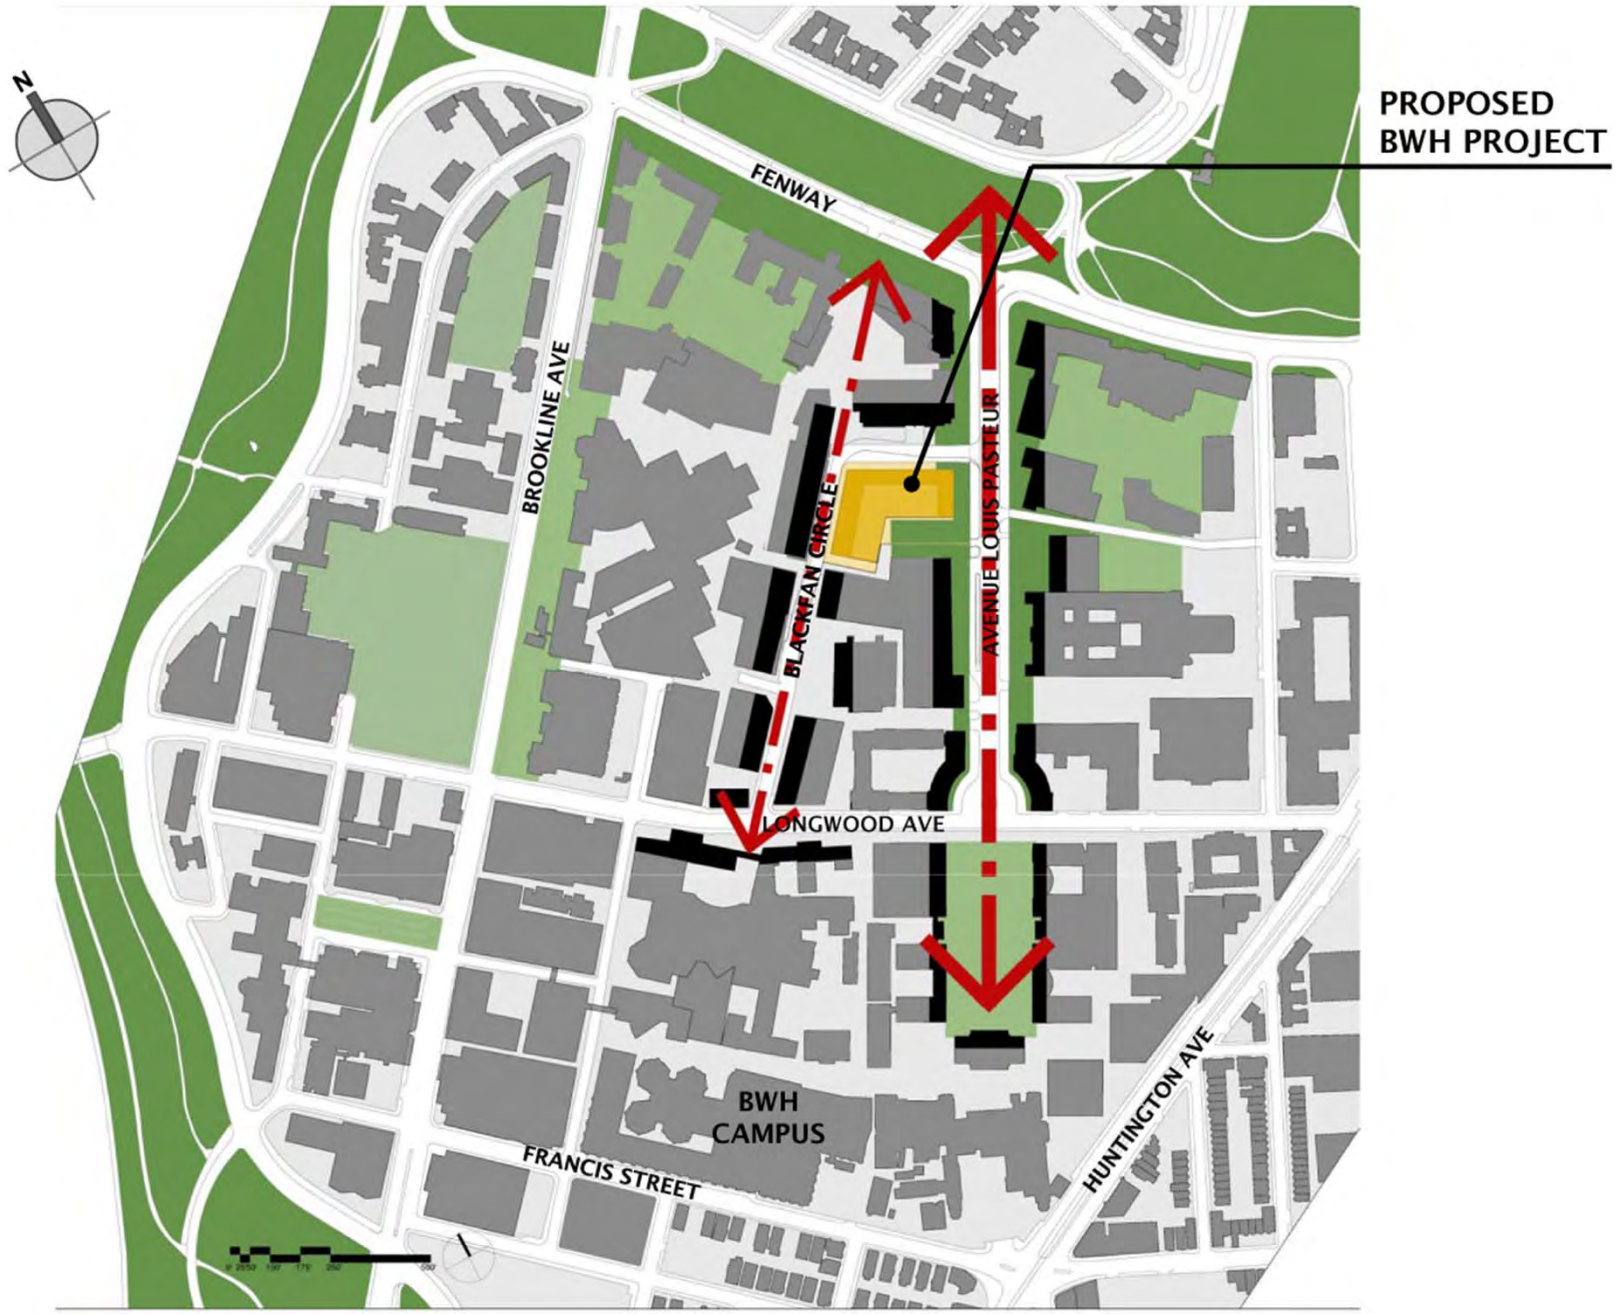 N
PROPOSED
BWH PROJECT
FENWAY
BROOKLINE AVE
AVENUE LOUIS PASTEUR
BLACKFAN CIRCLE
LONGWOOD AVE
BWH
CAMPUS
FRANCIS STREET
HUNTINGTON AVE